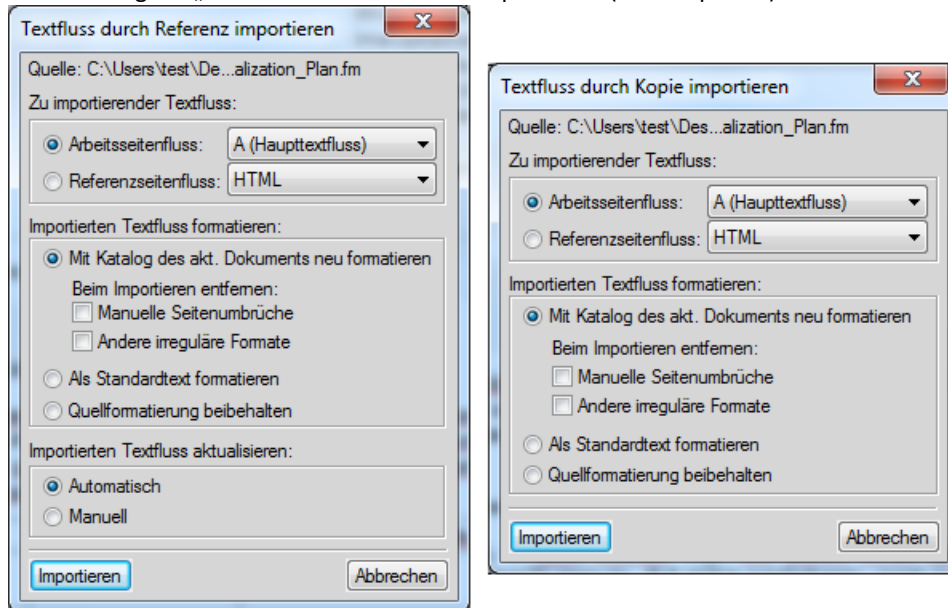 Textfluss durch Referenz importieren
Quelle: C:\Users\test\De...alization_Plan.fm
Zu importierender Textfluss:
Arbeitsseitenfluss: A (Haupttextfluss)
Referenzseitenfluss: HTML
Importierten Textfluss formatieren:
Mit Katalog des akt. Dokuments neu formatieren
Beim Importieren entfernen:
Manuelle Seitenumbrüche
Andere irreguläre Formate
Als Standardtext formatieren
Quellformatierung beibehalten
Importierten Textfluss aktualisieren:
Automatisch
Manuell
Importieren Abbrechen
Textfluss durch Kopie importieren
Quelle: C:\Users\test\Des...alization_Plan.fm
Zu importierender Textfluss:
Arbeitsseitenfluss: A (Haupttextfluss)
Referenzseitenfluss: HTML
Importierten Textfluss formatieren:
Mit Katalog des akt. Dokuments neu formatieren
Beim Importieren entfernen:
Manuelle Seitenumbrüche
Andere irreguläre Formate
Als Standardtext formatieren
Quellformatierung beibehalten
Importieren Abbrechen